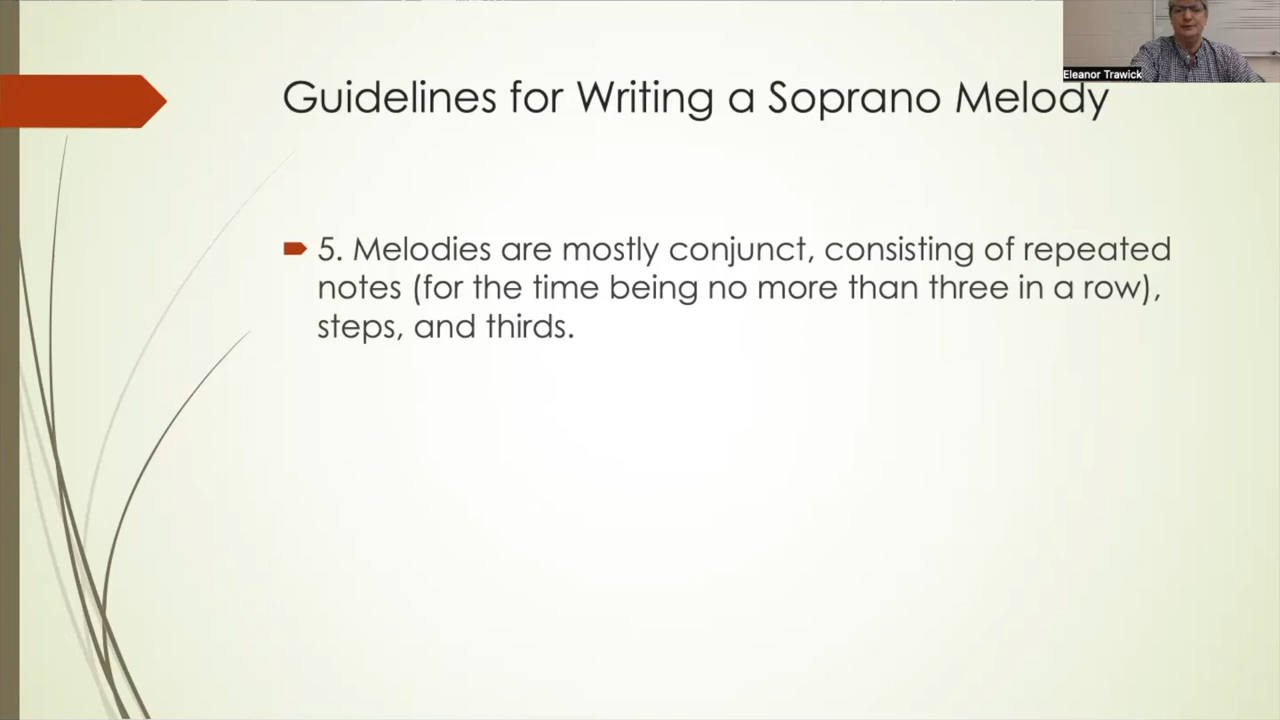 Eleanor Trawick
Guidelines for Writing a Soprano Melody
5. Melodies are mostly conjunct, consisting of repeated
notes (for the time being no more than three in a row),
steps, and thirds.